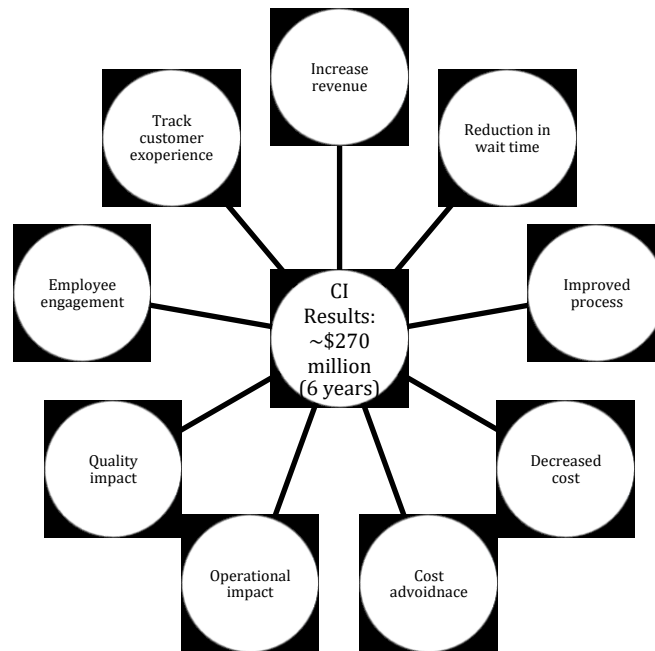 Increase
revenue
Reduction in
wait time
Improved
process
Decreased
cost
Cost
advoidnace
Operational
impact
Quality
impact
Employee
engagement
Track
customer
exoperience
CI
Results:
~$270
million
(6 years)